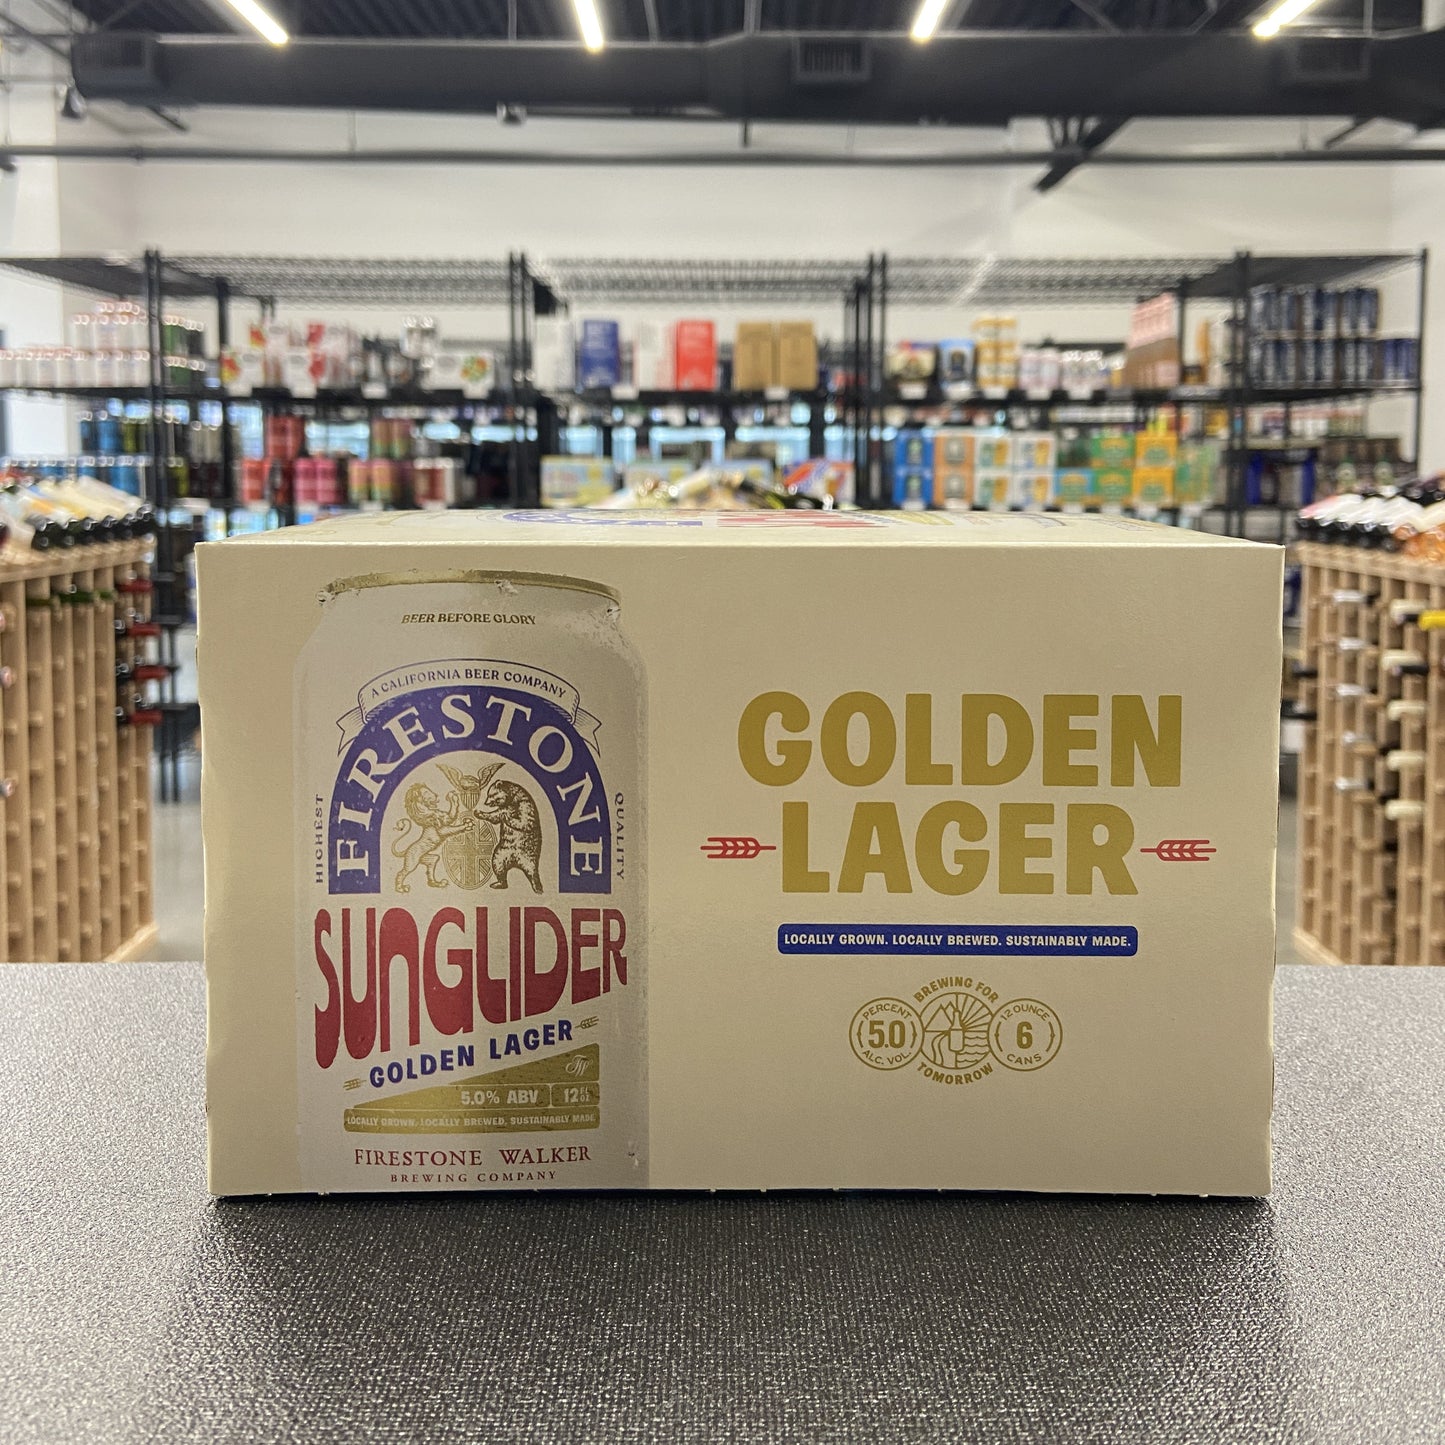 BEER BEFORE GLORY
A CALIFORNIA BEER COMPANY
FIRESTONE
HIGHEST
QUALITY
SUNGLIDER
GOLDEN LAGER
FW
5.0% ABV
12 FL OZ
LOCALLY GROWN. LOCALLY BREWED. SUSTAINABLY MADE.
FIRESTONE WALKER
BREWING COMPANY
GOLDEN
LAGER
LOCALLY GROWN. LOCALLY BREWED. SUSTAINABLY MADE.
BREWING FOR
TOMORROW
PERCENT
5.0
ALC. VOL.
12 OUNCE
6
CANS